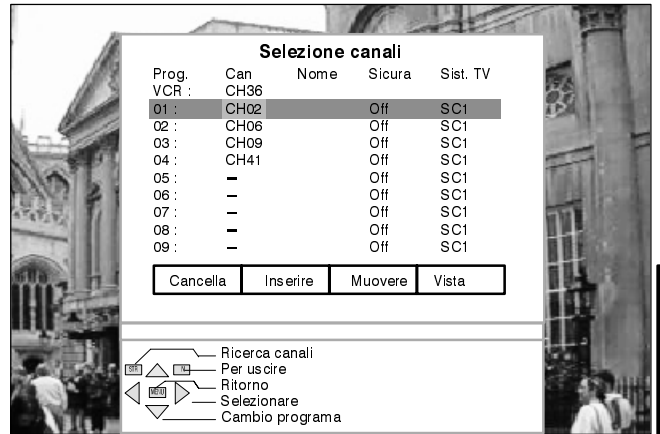 Selezione canali
Prog. Can Nome Sicura Sist. TV
VCR : CH36
01 : CH02 Off SC1
02 : CH06 Off SC1
03 : CH09 Off SC1
04 : CH41 Off SC1
05 : – Off SC1
06 : – Off SC1
07 : – Off SC1
08 : – Off SC1
09 : – Off SC1
Cancella Inserire Muovere Vista
Ricerca canali
STR N Per uscire
MENU Ritorno
Selezionare
Cambio programa